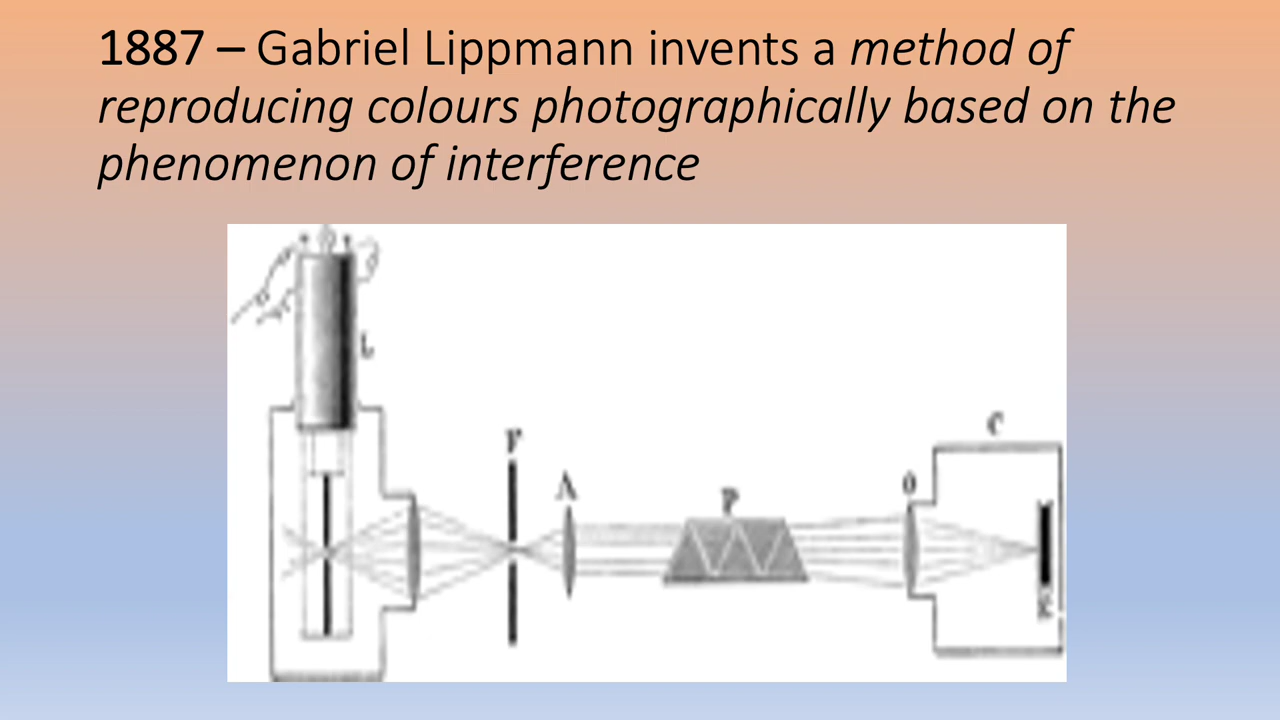 1887 – Gabriel Lippmann invents a method of
reproducing colours photographically based on the
phenomenon of interference
L
F
A
P
O
C
E